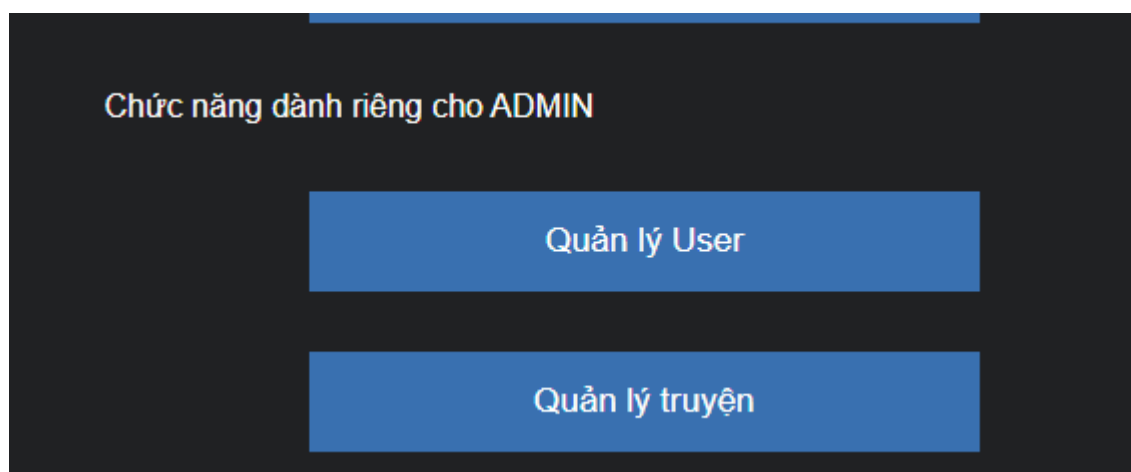 Chức năng dành riêng cho ADMIN
Quản lý User
Quản lý truyện